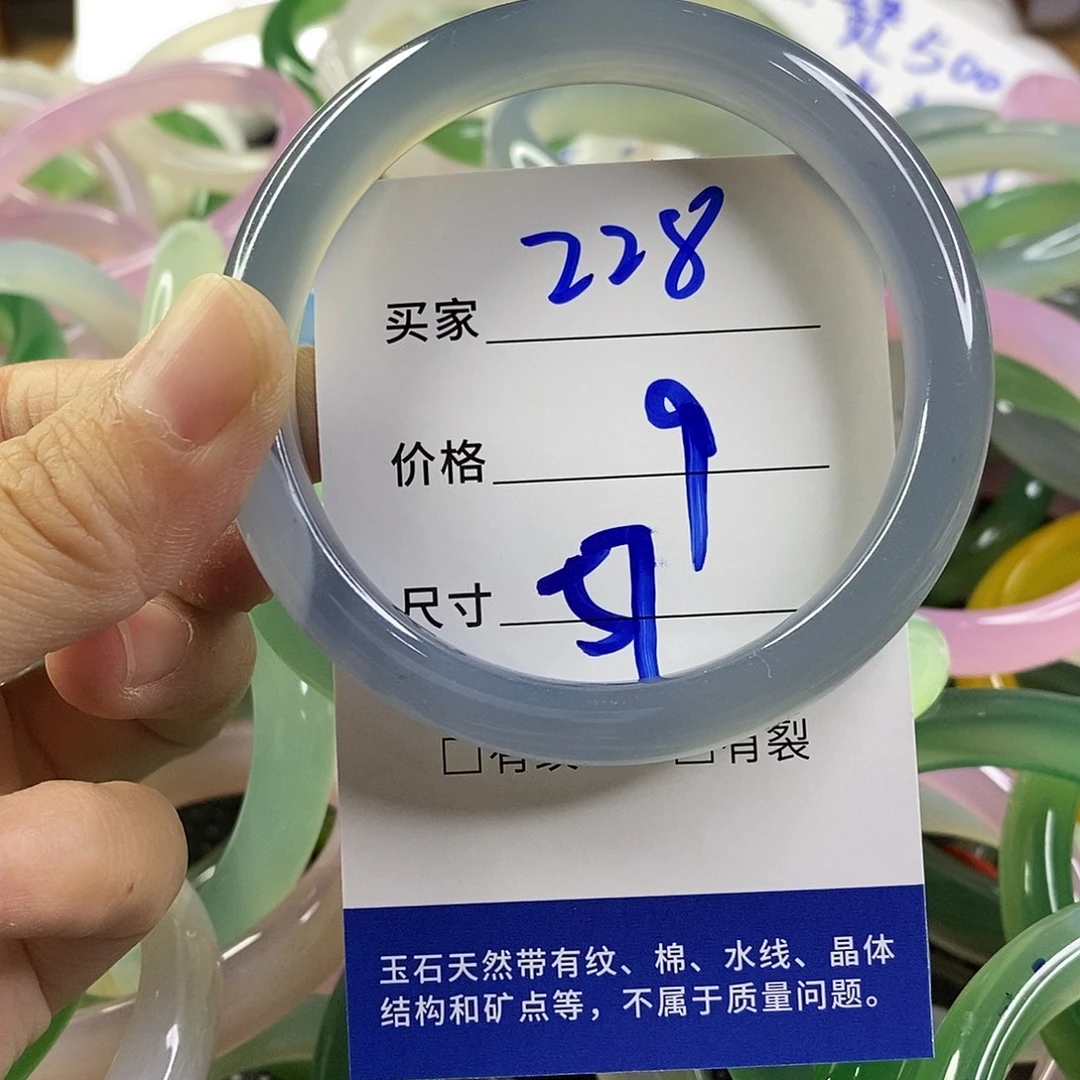 500
买家 228
价格 9
尺寸 57
有裂
玉石天然带有纹、棉、水线、晶体
结构和矿点等，不属于质量问题。